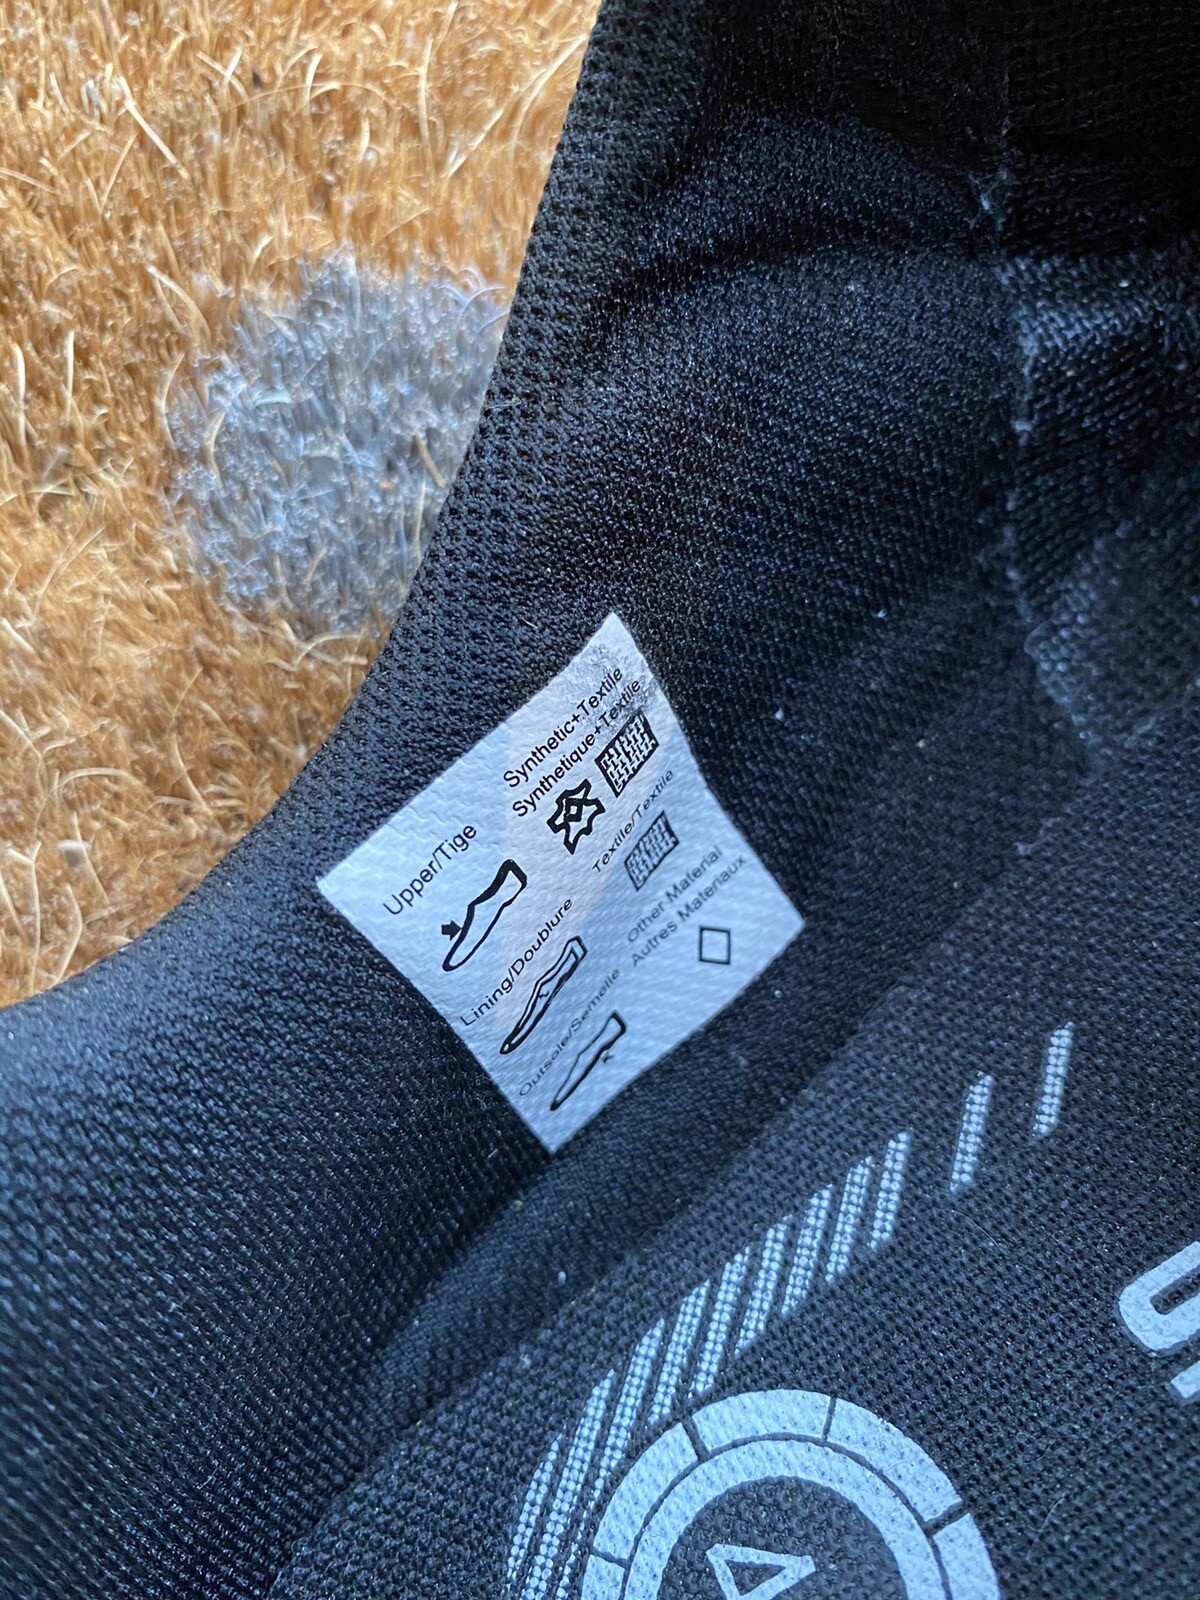 Upper/Tige
Synthetic+Textile
Synthetique+Textile
Lining/Doublure
Textile/Textile
Outsole/Semelle
Other Material
Autres Materiaux